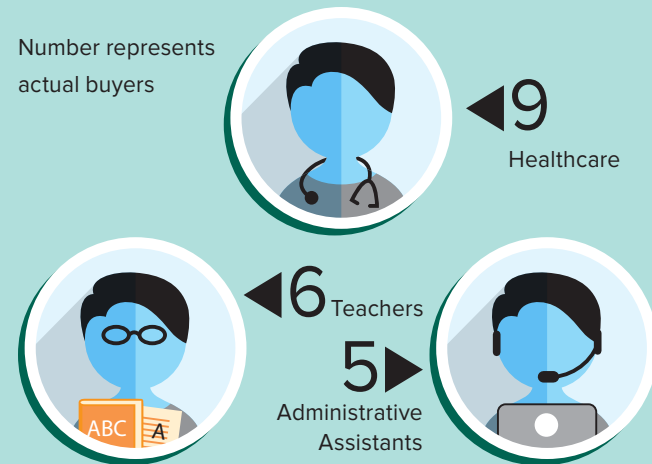 Number represents
actual buyers
9
Healthcare
6 Teachers
5
Administrative
Assistants
ABC
A